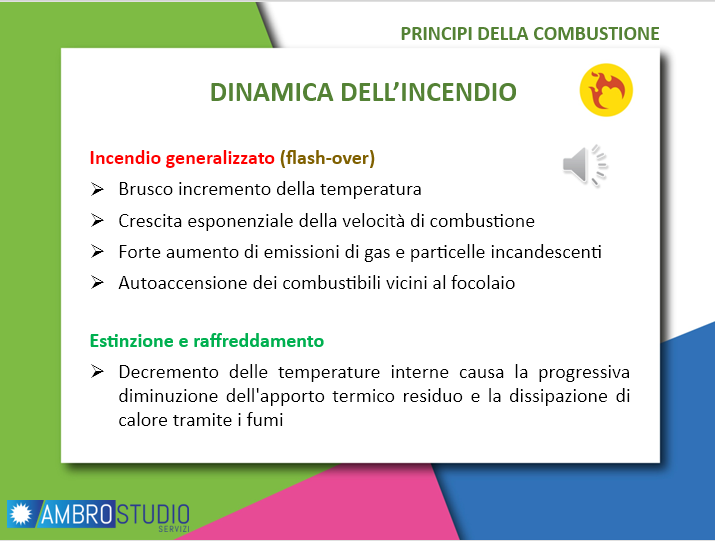 PRINCIPI DELLA COMBUSTIONE
DINAMICA DELL'INCENDIO
Incendio generalizzato (flash-over)
➢ Brusco incremento della temperatura
➢ Crescita esponenziale della velocità di combustione
➢ Forte aumento di emissioni di gas e particelle incandescenti
➢ Autoaccensione dei combustibili vicini al focolaio
Estinzione e raffreddamento
➢ Decremento delle temperature interne causa la progressiva
diminuzione dell'apporto termico residuo e la dissipazione di
calore tramite i fumi
AMBROSTUDIO
SERVIZI